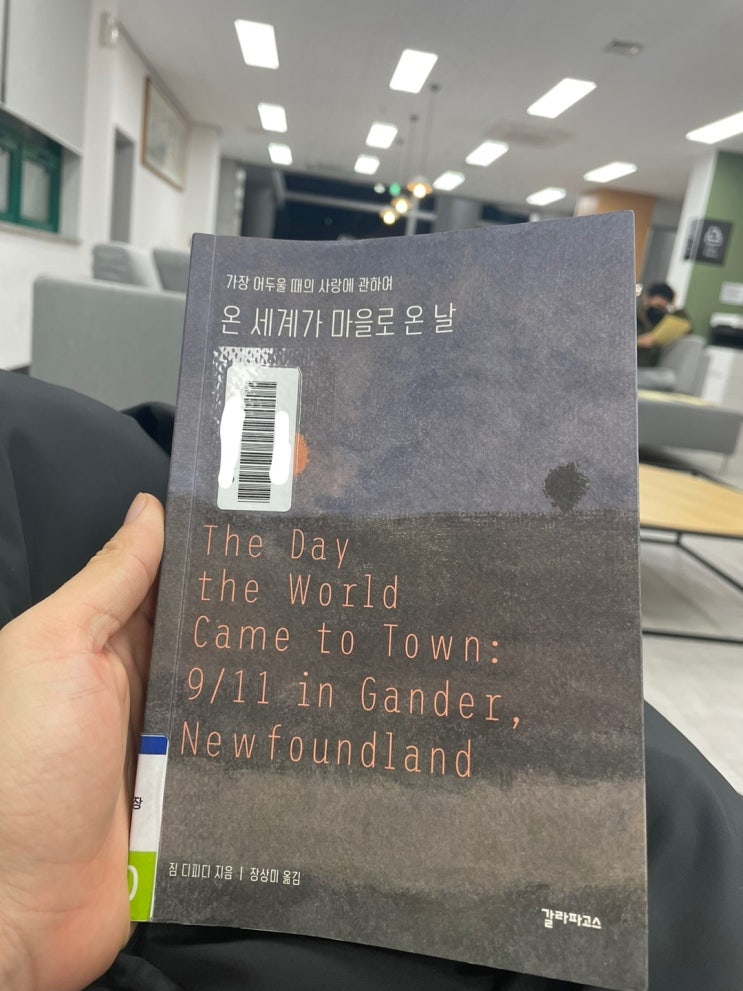 가장 어두울 때의 사랑에 관하여
온 세계가 마을로 온 날
The Day
the World
Came to Town:
9/11 in Gander,
Newfoundland
장
짐 디피디 지음 | 장상미 옮김
갈라파고스